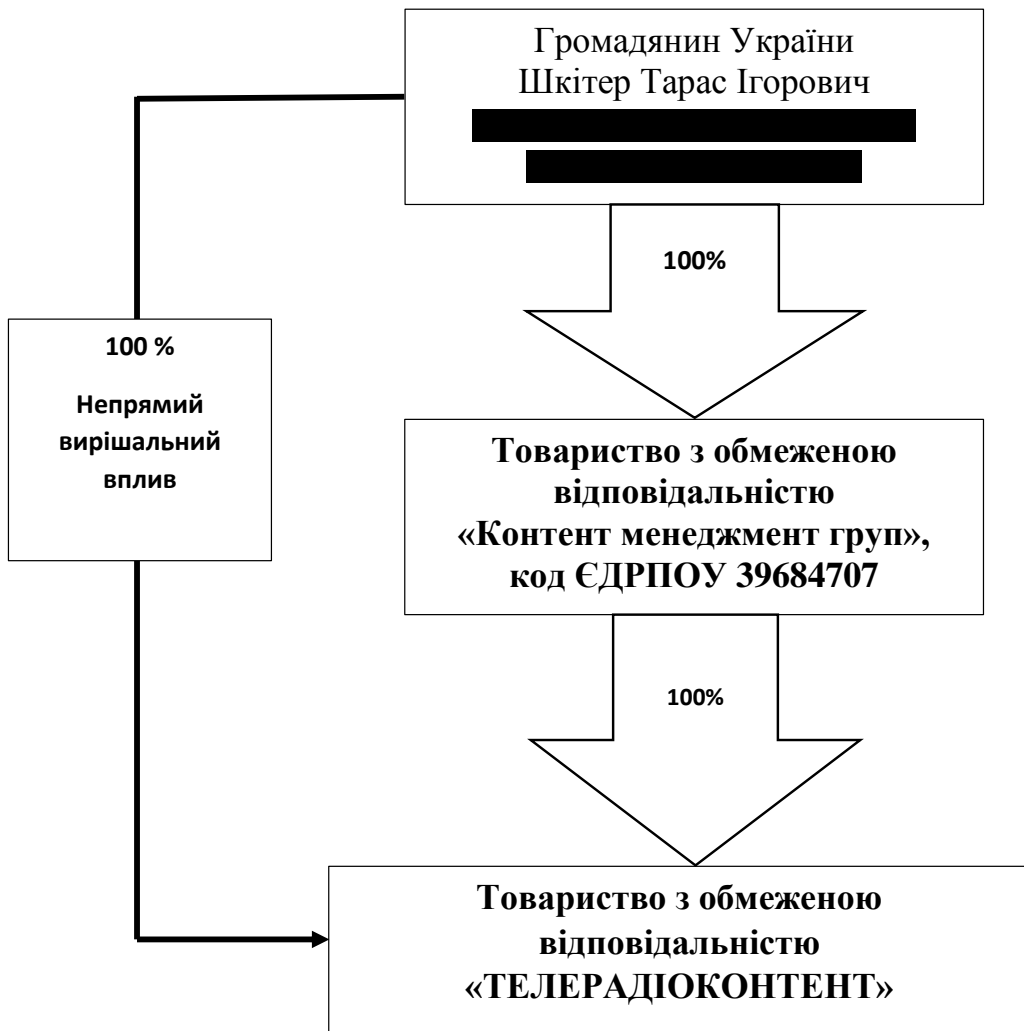 Громадянин України
Шкітер Тарас Ігорович
100%
100 %
Непрямий
вирішальний
вплив
Товариство з обмеженою
відповідальністю
«Контент менеджмент груп»,
код ЄДРПОУ 39684707
100%
Товариство з обмеженою
відповідальністю
«ТЕЛЕРАДІОКОНТЕНТ»